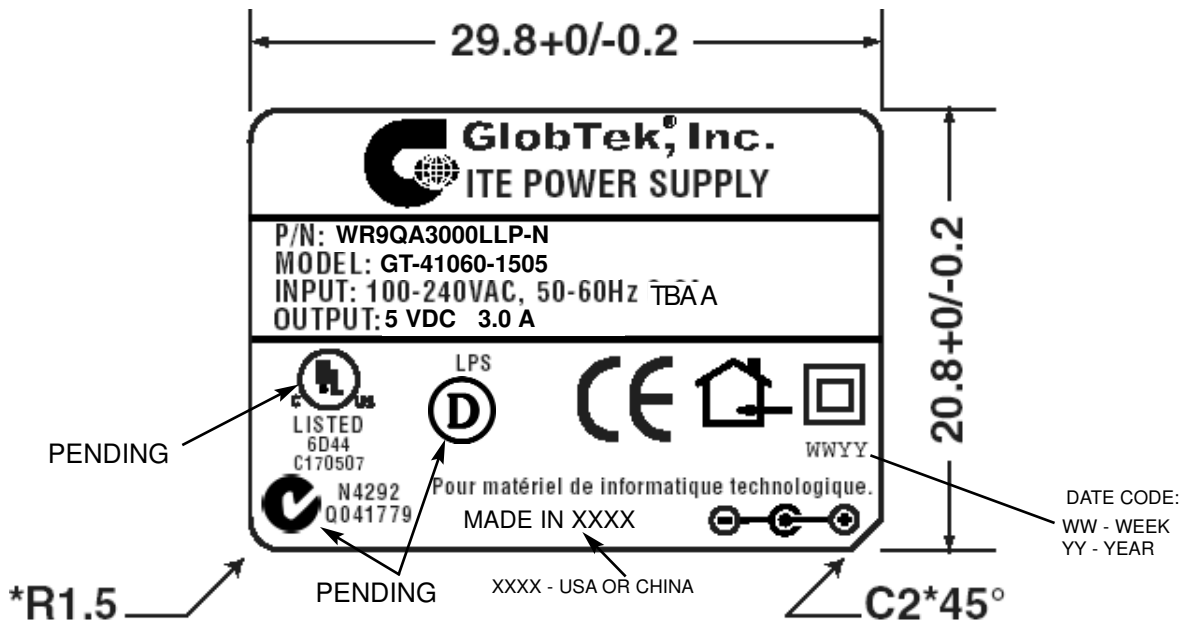 29.8+0/-0.2
GlobTek,® Inc.
ITE POWER SUPPLY
P/N: WR9QA3000LLP-N
MODEL: GT-41060-1505
INPUT: 100-240VAC, 50-60Hz TBA A
OUTPUT: 5 VDC 3.0 A
20.8+0/-0.2
UL
C US
LISTED
6D44
C170507
PENDING
LPS
D
CE
WWYY
N4292
Q041779
Pour matériel de informatique technologique.
MADE IN XXXX
DATE CODE:
WW - WEEK
YY - YEAR
PENDING
XXXX - USA OR CHINA
*R1.5
C2*45°